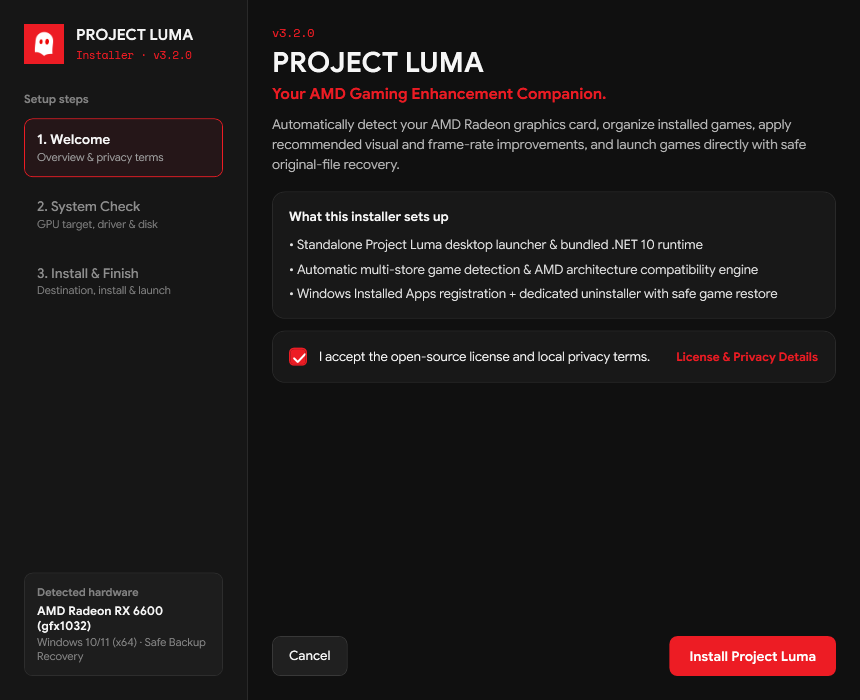 PROJECT LUMA
Installer · v3.2.0
Setup steps
1. Welcome
Overview & privacy terms
2. System Check
GPU target, driver & disk
3. Install & Finish
Destination, install & launch
Detected hardware
AMD Radeon RX 6600
(gfx1032)
Windows 10/11 (x64) · Safe Backup
Recovery
v3.2.0
PROJECT LUMA
Your AMD Gaming Enhancement Companion.
Automatically detect your AMD Radeon graphics card, organize installed games, apply
recommended visual and frame-rate improvements, and launch games directly with safe
original-file recovery.
What this installer sets up
• Standalone Project Luma desktop launcher & bundled .NET 10 runtime
• Automatic multi-store game detection & AMD architecture compatibility engine
• Windows Installed Apps registration + dedicated uninstaller with safe game restore
I accept the open-source license and local privacy terms.
License & Privacy Details
Cancel
Install Project Luma